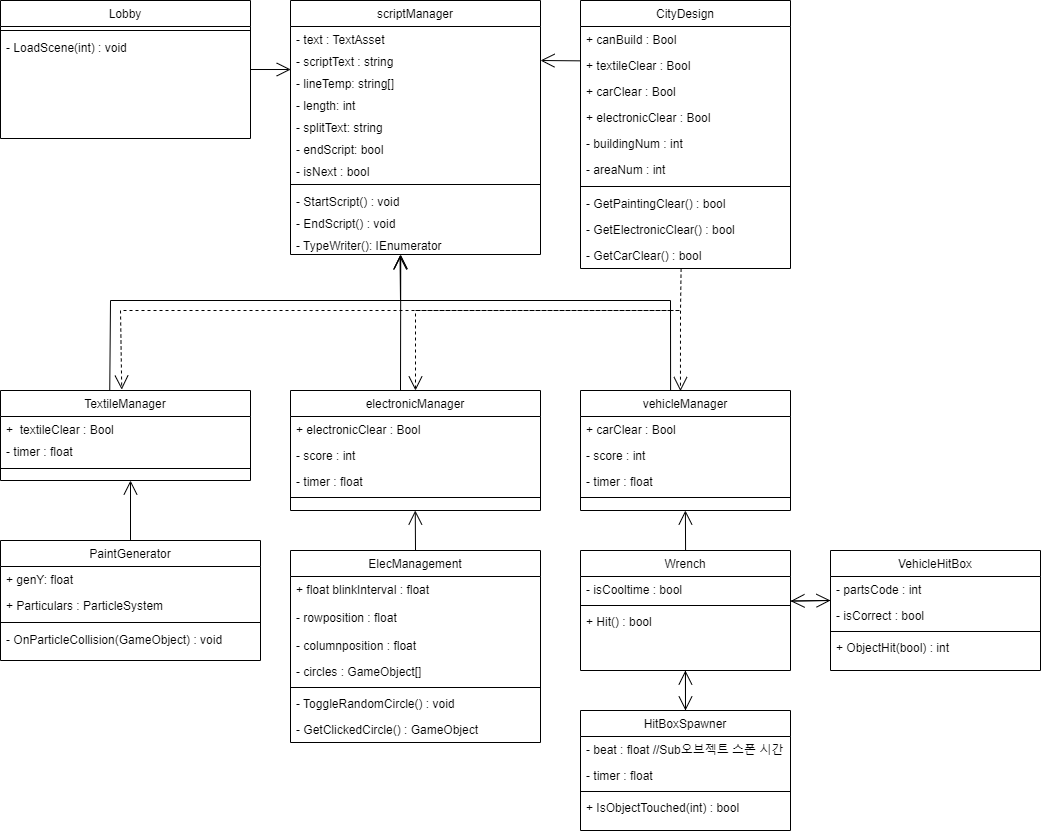 Lobby
- LoadScene(int) : void
scriptManager
- text : TextAsset
- scriptText : string
- lineTemp: string[]
- length: int
- splitText: string
- endScript: bool
- isNext : bool
- StartScript() : void
- EndScript() : void
- TypeWriter(): IEnumerator
CityDesign
+ canBuild : Bool
+ textileClear : Bool
+ carClear : Bool
+ electronicClear : Bool
- buildingNum : int
- areaNum : int
- GetPaintingClear() : bool
- GetElectronicClear() : bool
- GetCarClear() : bool
TextileManager
+ textileClear : Bool
- timer : float
electronicManager
+ electronicClear : Bool
- score : int
- timer : float
vehicleManager
+ carClear : Bool
- score : int
- timer : float
PaintGenerator
+ genY: float
+ Particulars : ParticleSystem
- OnParticleCollision(GameObject) : void
ElecManagement
+ float blinkInterval : float
- rowposition : float
- columnposition : float
- circles : GameObject[]
- ToggleRandomCircle() : void
- GetClickedCircle() : GameObject
Wrench
- isCooltime : bool
+ Hit() : bool
VehicleHitBox
- partsCode : int
- isCorrect : bool
+ ObjectHit(bool) : int
HitBoxSpawner
- beat : float //Sub오브젝트 스폰 시간
- timer : float
+ IsObjectTouched(int) : bool